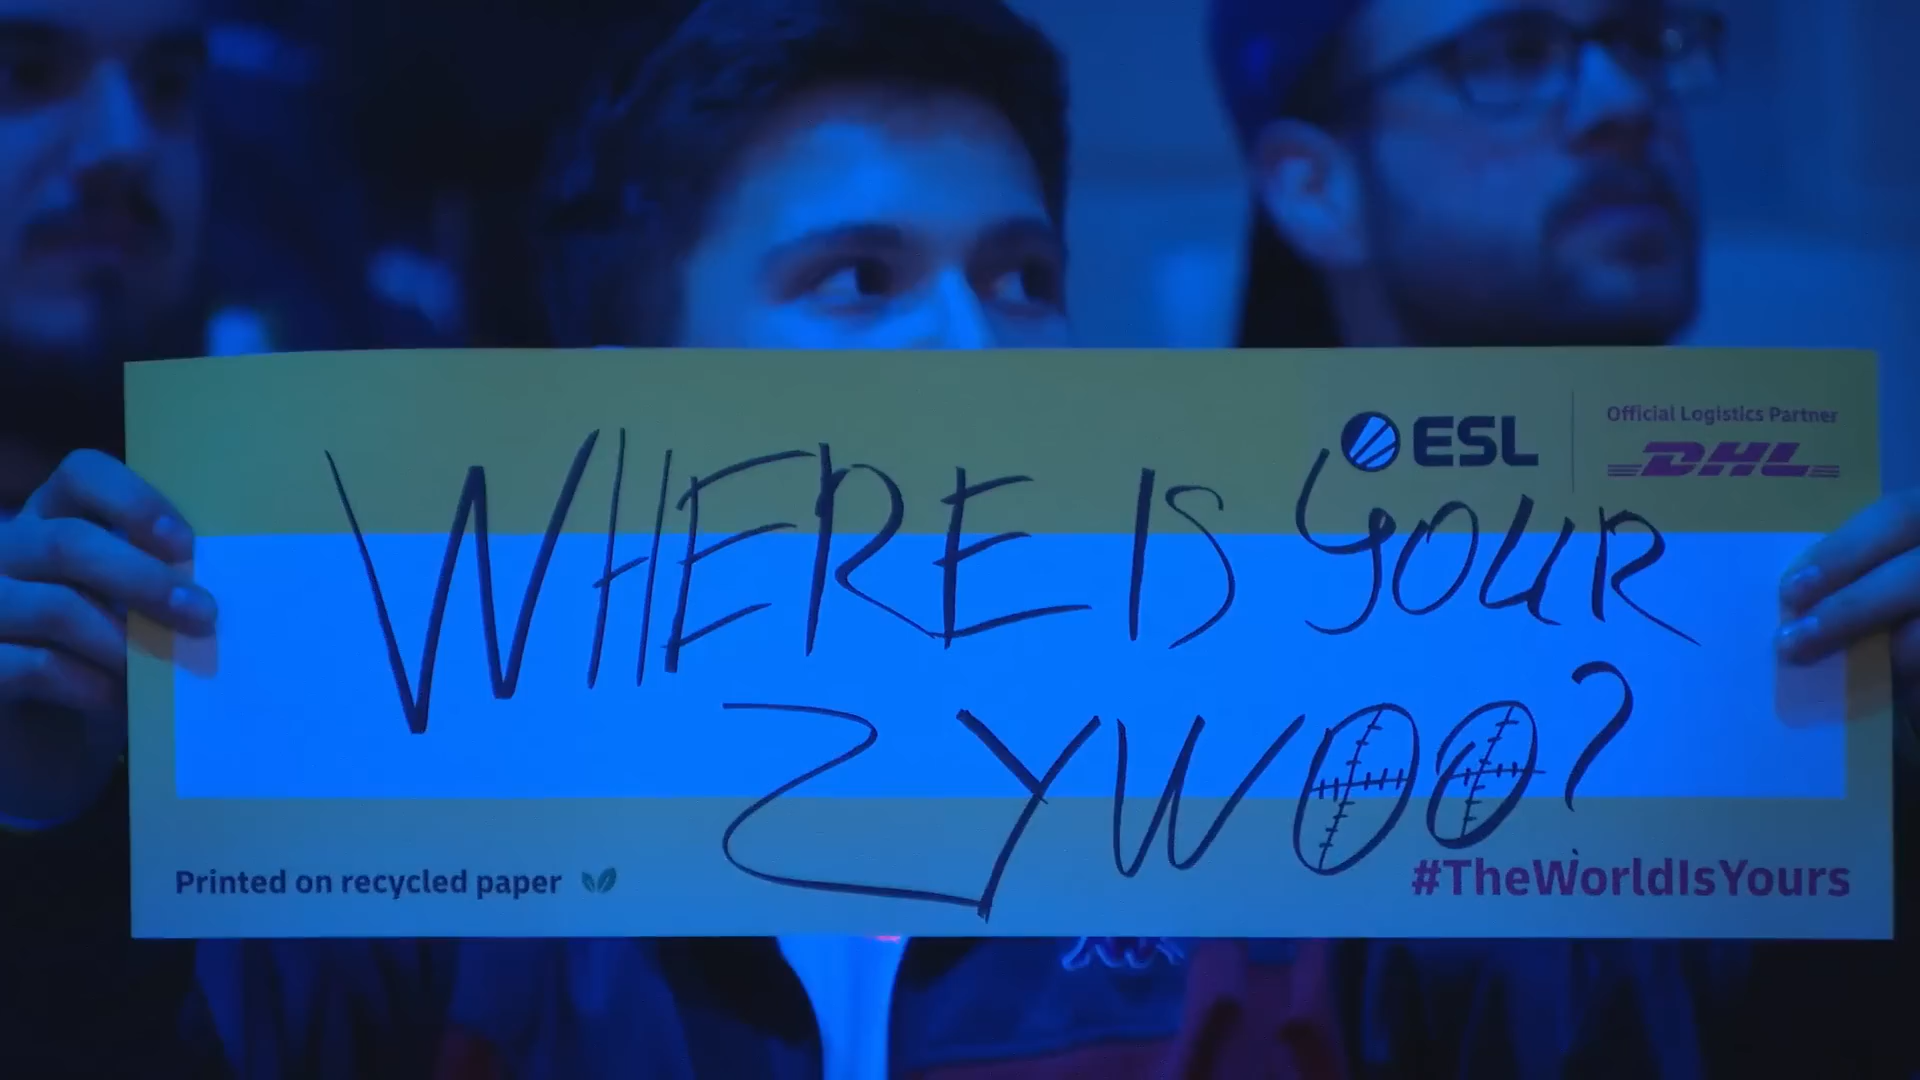 ESL
Official Logistics Partner
DHL
WHERE IS YOUR
ZYWOO?
Printed on recycled paper
#TheWorldIsYours